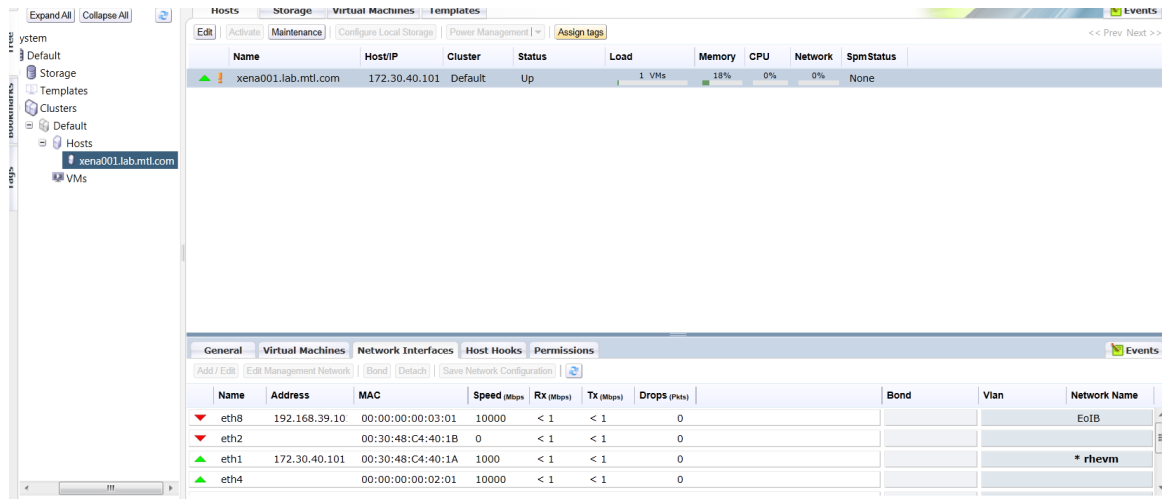 Expand All Collapse All
Hosts Storage Virtual Machines Templates Events
Edit Activate Maintenance Configure Local Storage Power Management Assign tags << Prev Next >>
Tree
Bookmarks
Tags
ystem
Default
Storage
Templates
Clusters
Default
Hosts
xena001.lab.mtl.com
VMs
Name Host/IP Cluster Status Load Memory CPU Network SpmStatus
xena001.lab.mtl.com 172.30.40.101 Default Up 1 VMs 18% 0% 0% None
General Virtual Machines Network Interfaces Host Hooks Permissions Events
Add / Edit Edit Management Network Bond Detach Save Network Configuration
Name Address MAC Speed (Mbps Rx (Mbps) Tx (Mbps) Drops (Pkts) Bond Vlan Network Name
eth8 192.168.39.10 00:00:00:00:03:01 10000 < 1 < 1 0 EoIB
eth2 00:30:48:C4:40:1B 0 < 1 < 1 0
eth1 172.30.40.101 00:30:48:C4:40:1A 1000 < 1 < 1 0 * rhevm
eth4 00:00:00:00:02:01 10000 < 1 < 1 0